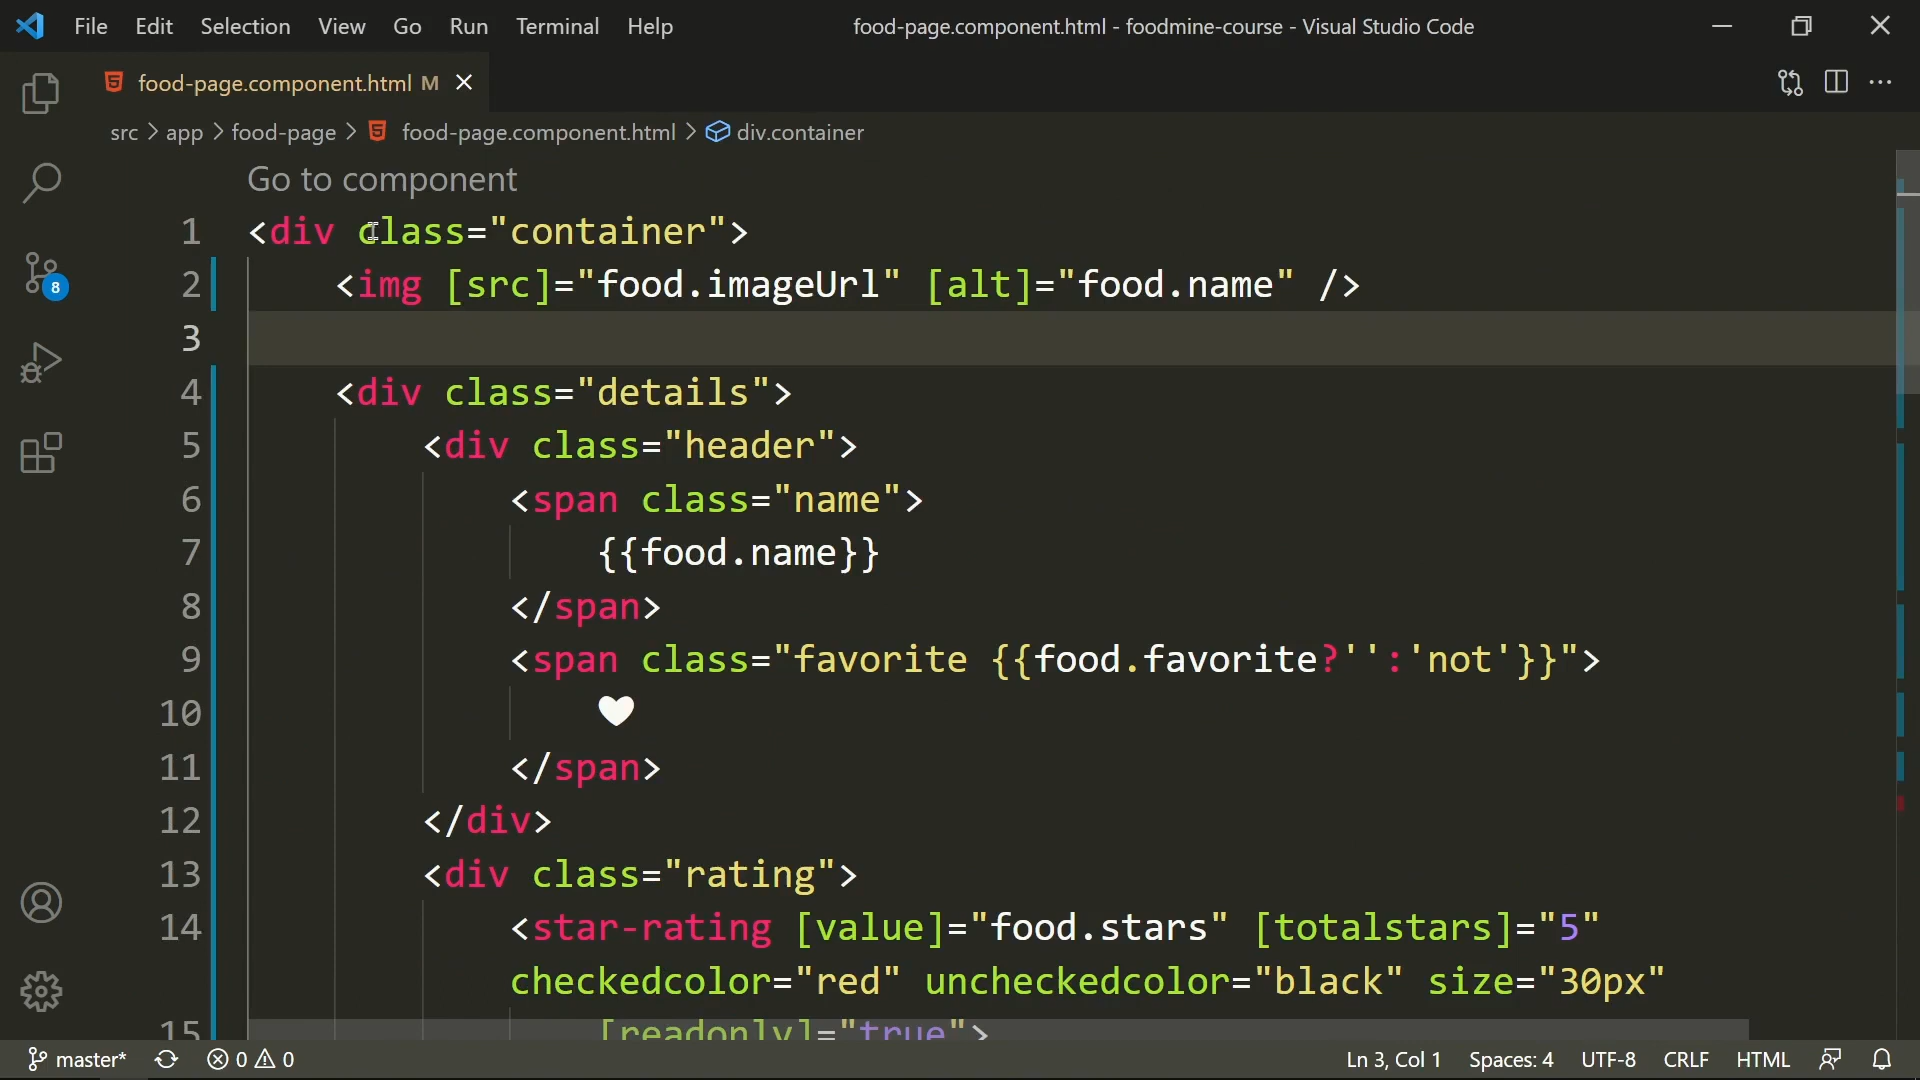 File Edit Selection View Go Run Terminal Help food-page.component.html - foodmine-course - Visual Studio Code
food-page.component.html M
src > app > food-page > food-page.component.html > div.container
Go to component
1 <div class="container">
2 <img [src]="food.imageUrl" [alt]="food.name" />
3
4 <div class="details">
5 <div class="header">
6 <span class="name">
7 {{food.name}}
8 </span>
9 <span class="favorite {{food.favorite?'':'not'}}">
10 ♥
11 </span>
12 </div>
13 <div class="rating">
14 <star-rating [value]="food.stars" [totalstars]="5"
checkedcolor="red" uncheckedcolor="black" size="30px"
15 [readonly]="true">
8
master* 0 0 Ln 3, Col 1 Spaces: 4 UTF-8 CRLF HTML